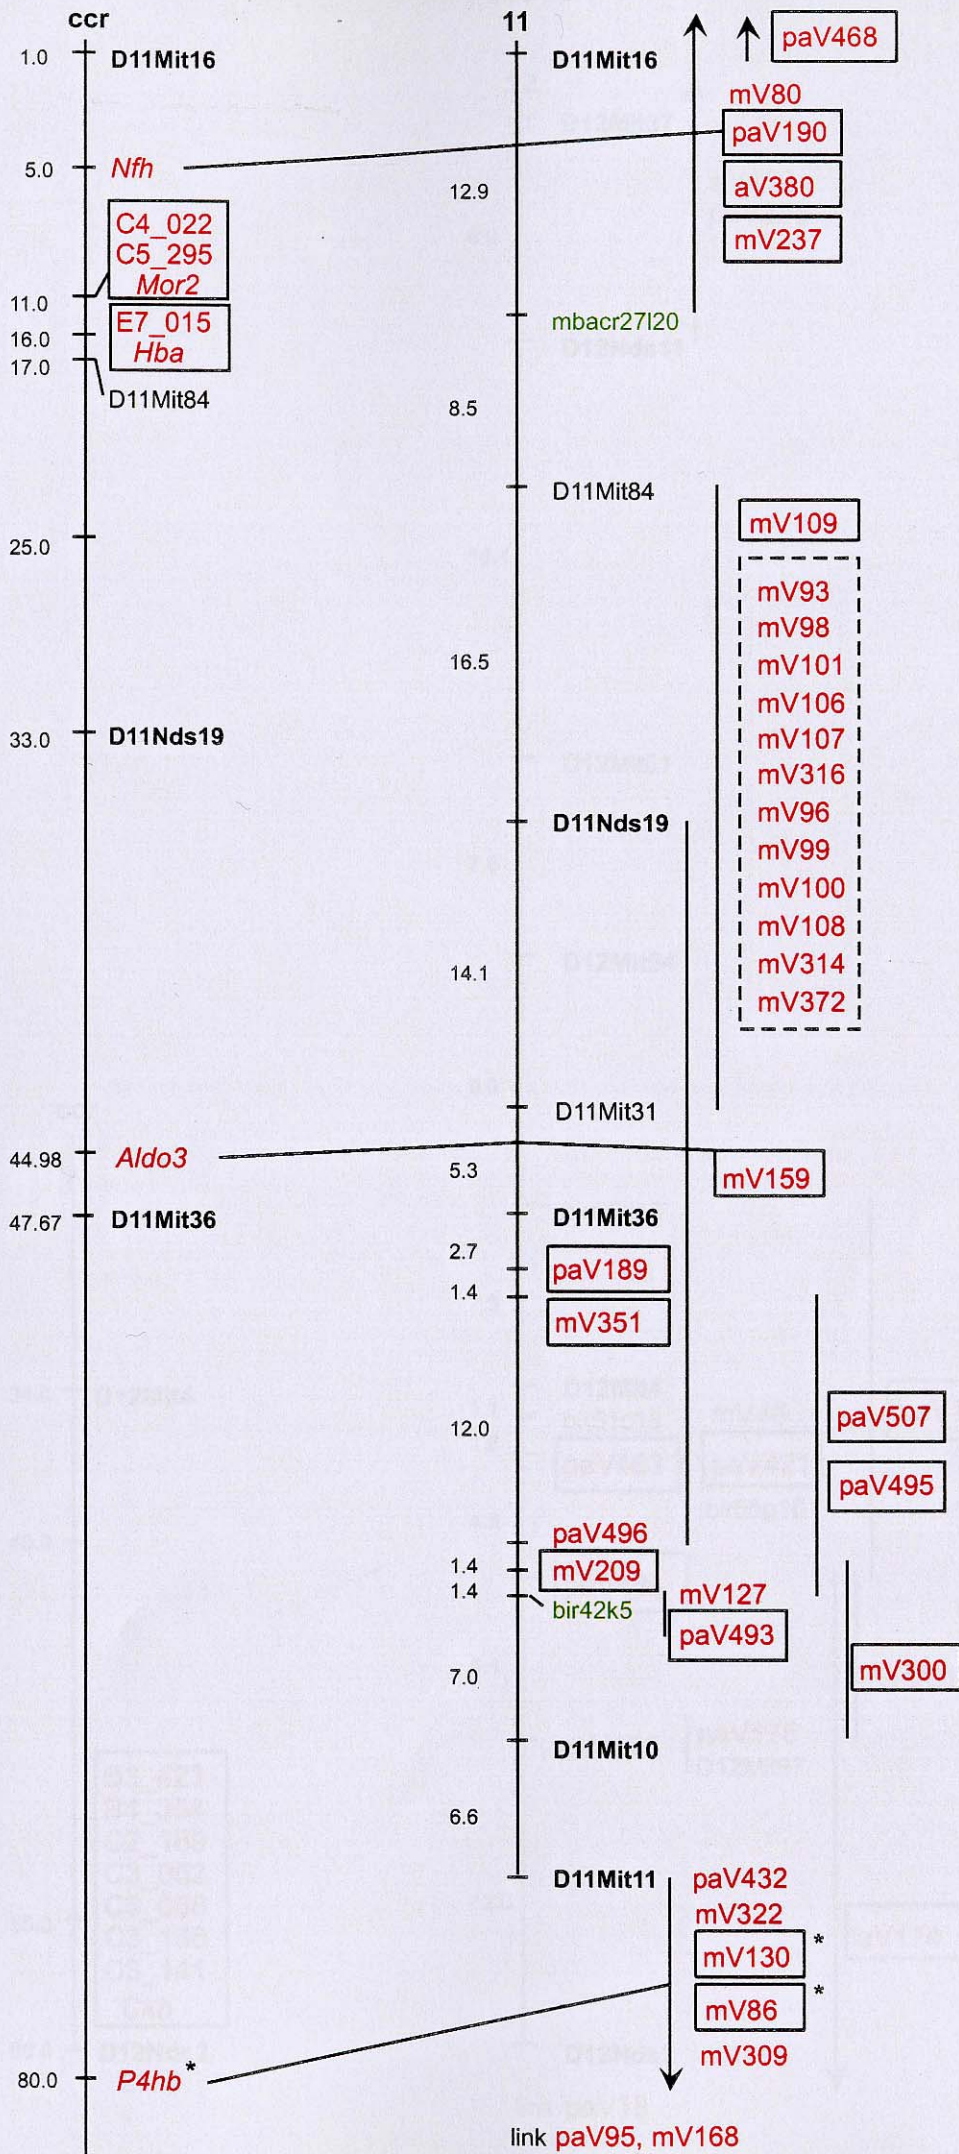 ccr
1.0 D11Mit16
5.0 Nfh
C4_022
C5_295
Mor2
11.0
E7_015
16.0
Hba
17.0
D11Mit84
25.0
33.0 D11Nds19
44.98 Aldo3
47.67 D11Mit36
80.0 P4hb*
11
D11Mit16
12.9
mbacr27l20
8.5
D11Mit84
16.5
D11Nds19
14.1
D11Mit31
5.3
D11Mit36
2.7
paV189
1.4
mV351
12.0
paV496
1.4 mV209
1.4
bir42k5
7.0
D11Mit10
6.6
D11Mit11
paV468
mV80
paV190
aV380
mV237
mV109
mV93
mV98
mV101
mV106
mV107
mV316
mV96
mV99
mV100
mV108
mV314
mV372
mV159
paV507
paV495
mV127
paV493
mV300
paV432
mV322
mV130 *
mV86 *
mV309
link paV95, mV168